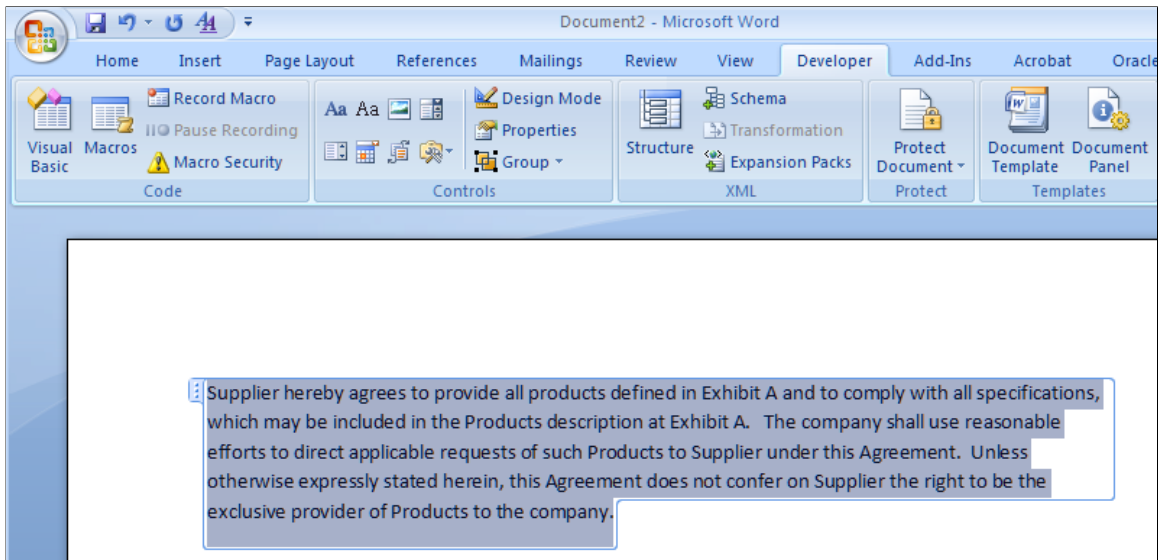 Document2 - Microsoft Word
Home Insert Page Layout References Mailings Review View Developer Add-Ins Acrobat Oracle
Visual Basic
Macros
Record Macro
Pause Recording
Macro Security
Code
Aa Aa
Design Mode
Properties
Group
Controls
Structure
Schema
Transformation
Expansion Packs
XML
Protect Document
Protect
Document Template
Document Panel
Templates
Supplier hereby agrees to provide all products defined in Exhibit A and to comply with all specifications,
which may be included in the Products description at Exhibit A.   The company shall use reasonable
efforts to direct applicable requests of such Products to Supplier under this Agreement.  Unless
otherwise expressly stated herein, this Agreement does not confer on Supplier the right to be the
exclusive provider of Products to the company.